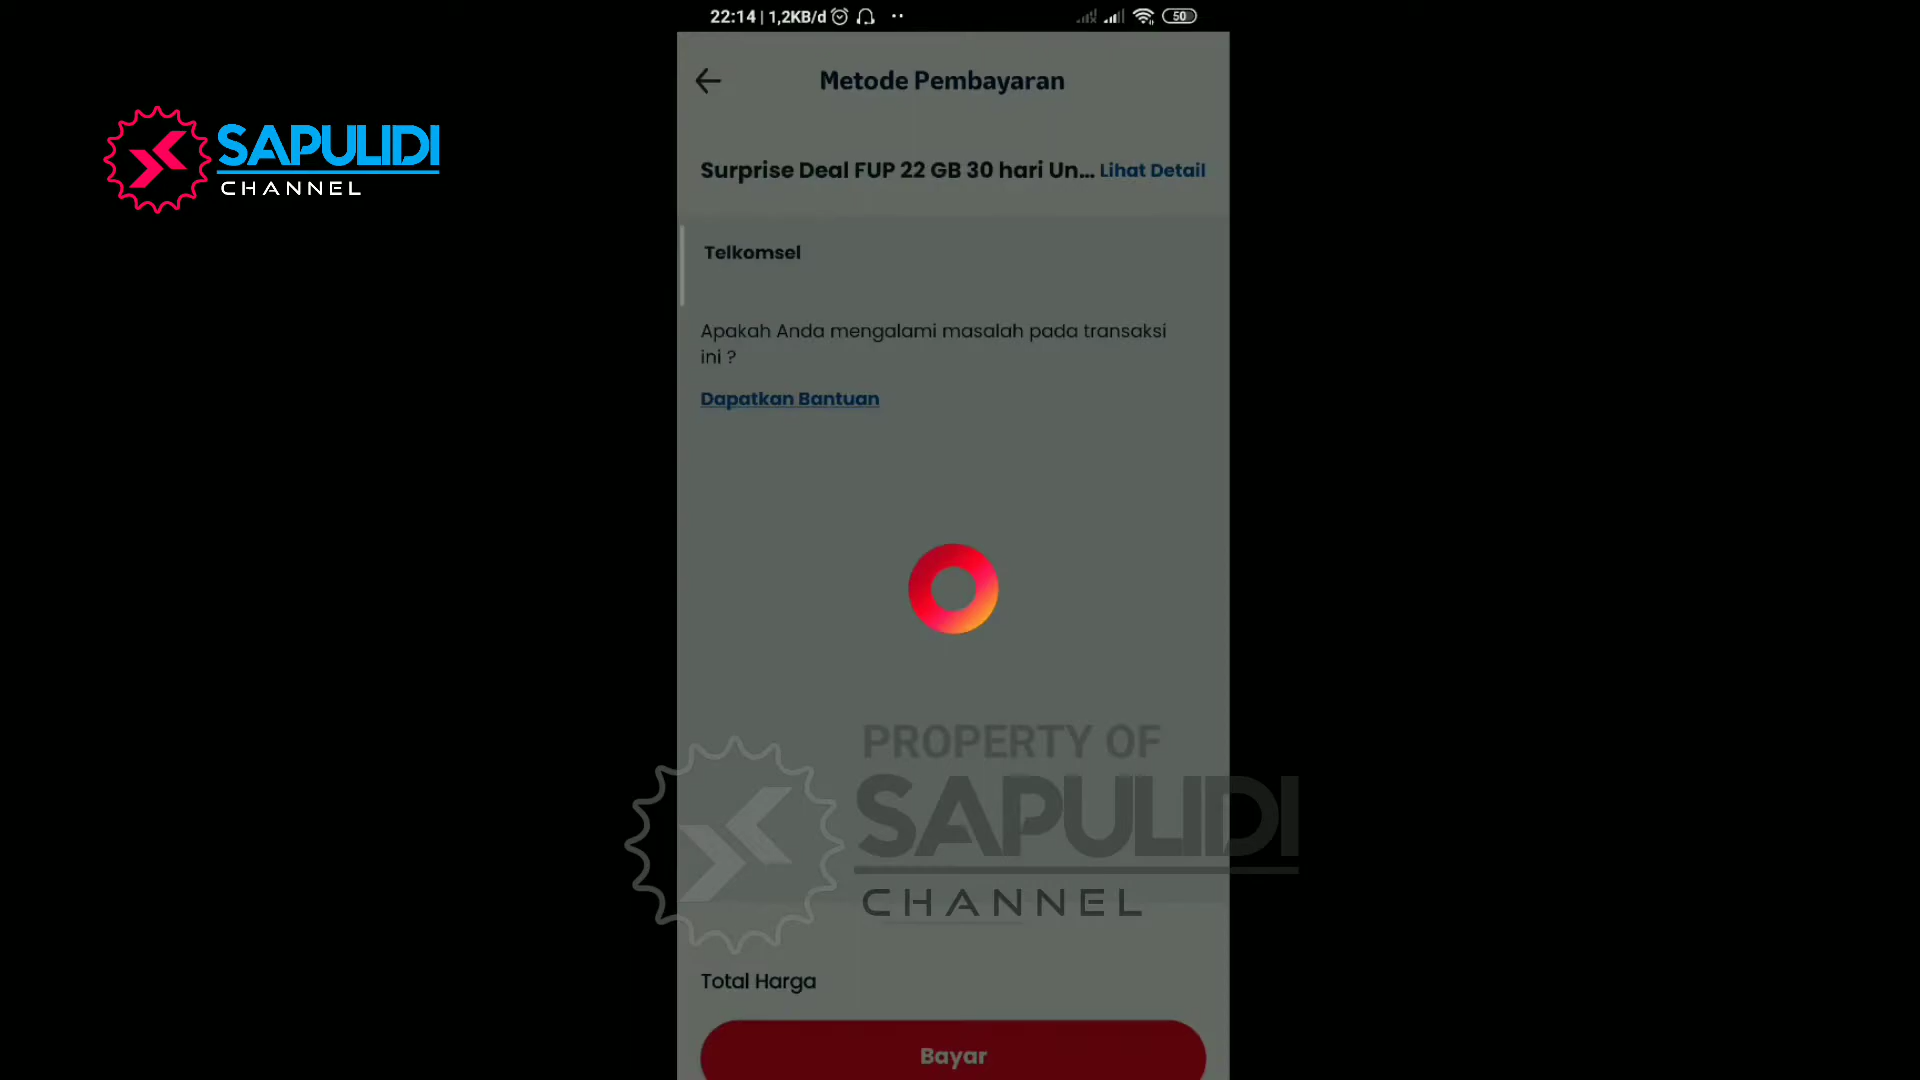 22:14 | 1,2KB/d
50
Metode Pembayaran
SAPULIDI
CHANNEL
Surprise Deal FUP 22 GB 30 hari Un... Lihat Detail
Telkomsel
Apakah Anda mengalami masalah pada transaksi
ini ?
Dapatkan Bantuan
PROPERTY OF
SAPULIDI
CHANNEL
Total Harga
Bayar